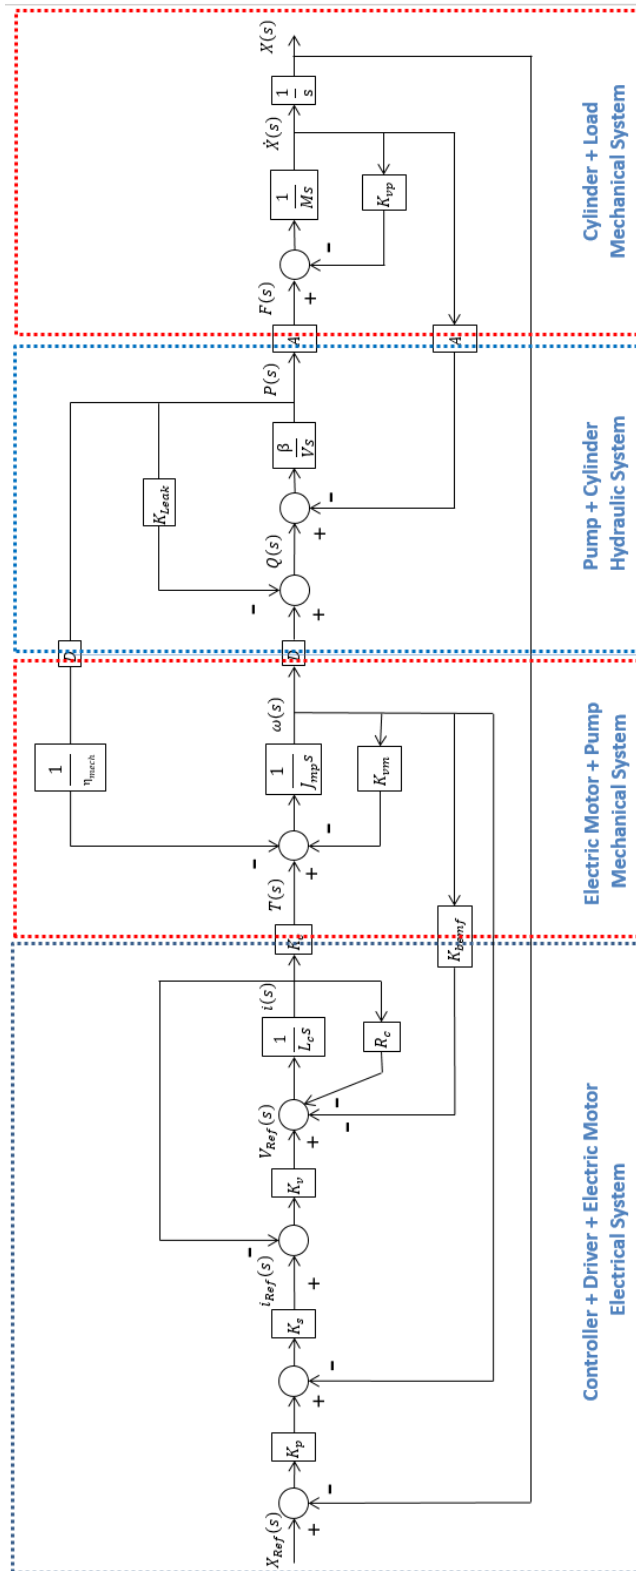 X_Ref(s)
+
-
K_p
+
-
K_s
i_Ref(s)
+
-
K_v
V_Ref(s)
+
-
-
1
L_c s
R_c
i(s)
K_bemf
T(s)
+
-
-
1
J_mp s
K_vm
1
η_mech
ω(s)
D
D
+
-
Q(s)
K_Leak
+
-
β
Vs
P(s)
A
A
F(s)
+
-
1
Ms
K_vp
Ẋ(s)
1
s
X(s)
Controller + Driver + Electric Motor
Electrical System
Electric Motor + Pump
Mechanical System
Pump + Cylinder
Hydraulic System
Cylinder + Load
Mechanical System